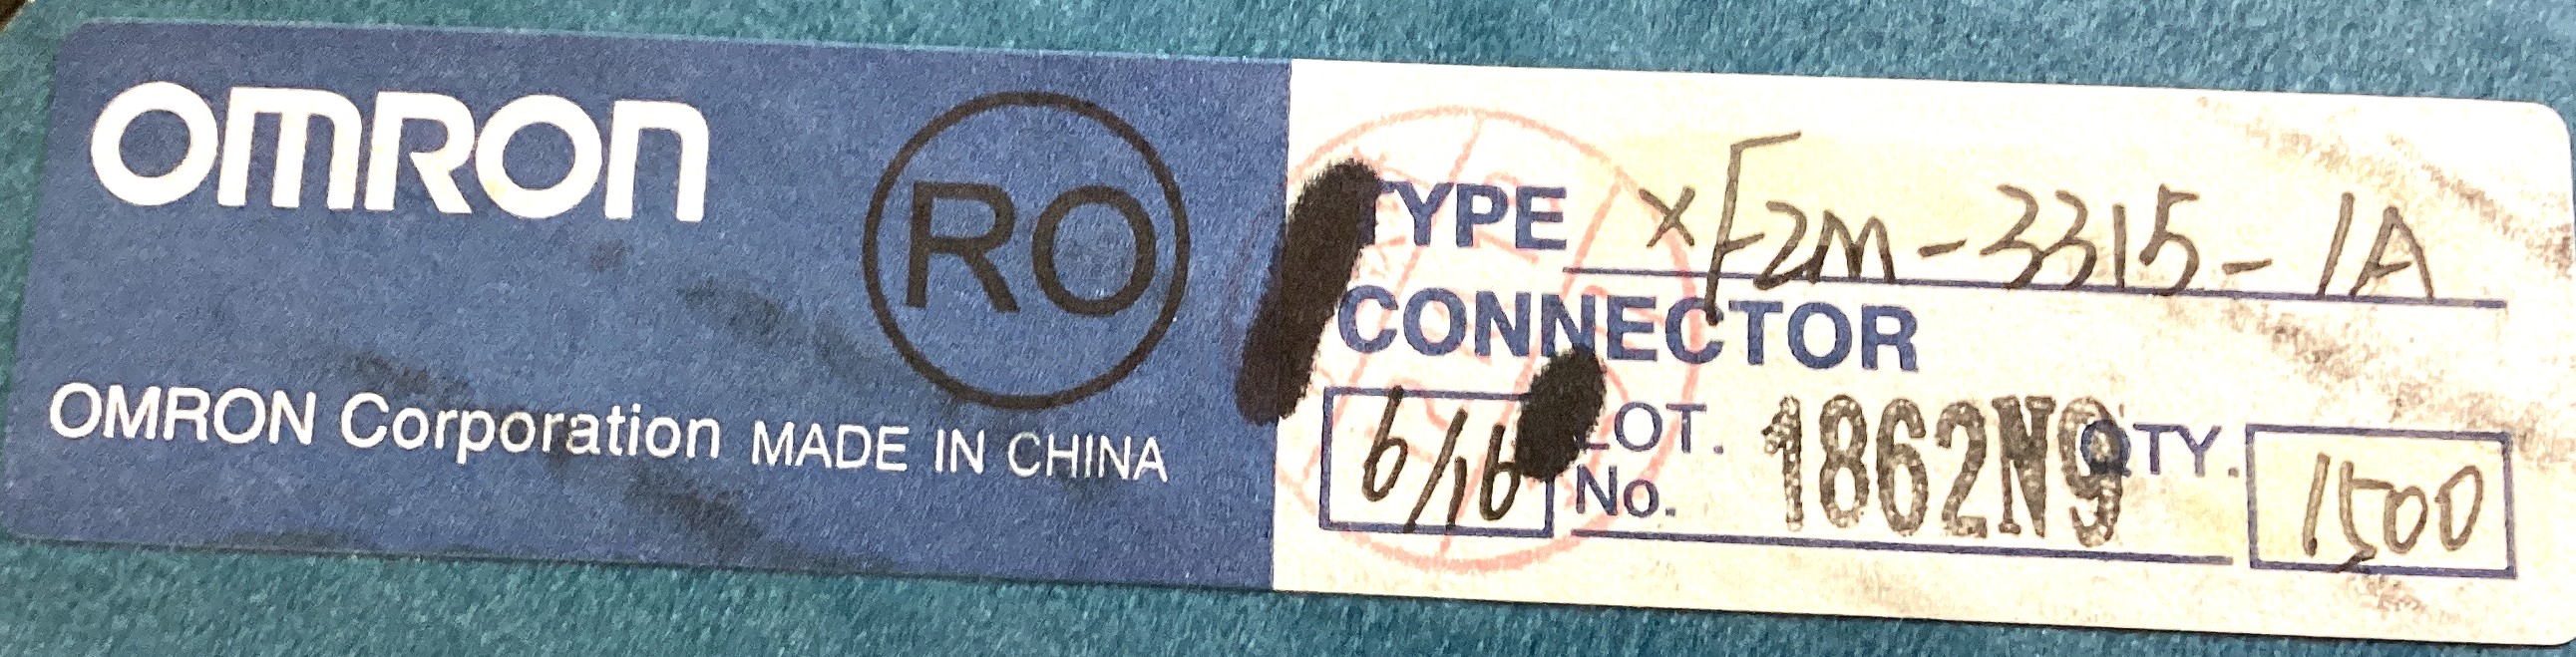 OMRON
RO
OMRON Corporation MADE IN CHINA
TYPE XF2M-3315-1A
CONNECTOR
6/16 LOT. No. 1862N9 QTY. 1500